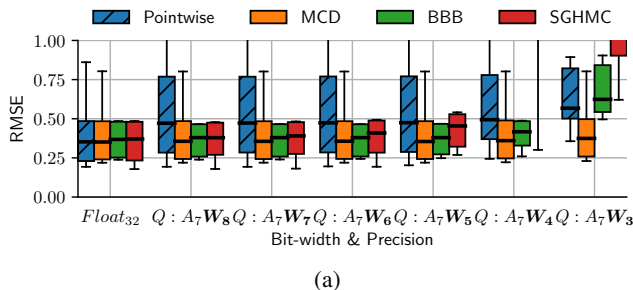 Pointwise MCD BBB SGHMC
1.00
0.75
0.50
0.25
0.00
RMSE
Float32 Q : A7W8 Q : A7W7 Q : A7W6 Q : A7W5 Q : A7W4 Q : A7W3
Bit-width & Precision
(a)